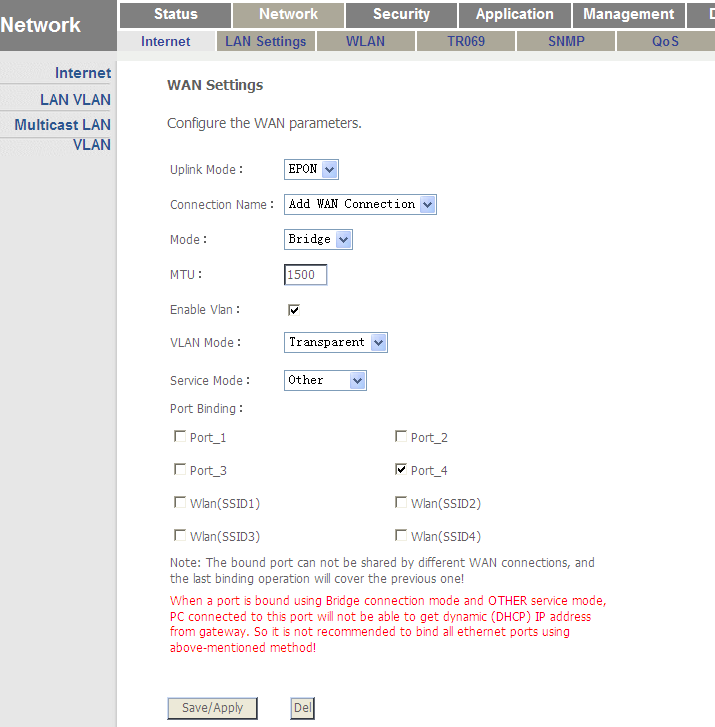 Network
Status Network Security Application Management D
Internet LAN Settings WLAN TR069 SNMP QoS
Internet
LAN VLAN
Multicast LAN
VLAN
WAN Settings
Configure the WAN parameters.
Uplink Mode : EPON
Connection Name : Add WAN Connection
Mode : Bridge
MTU : 1500
Enable Vlan :
VLAN Mode : Transparent
Service Mode : Other
Port Binding :
Port_1 Port_2
Port_3 Port_4
Wlan(SSID1) Wlan(SSID2)
Wlan(SSID3) Wlan(SSID4)
Note: The bound port can not be shared by different WAN connections, and
the last binding operation will cover the previous one!
When a port is bound using Bridge connection mode and OTHER service mode,
PC connected to this port will not be able to get dynamic (DHCP) IP address
from gateway. So it is not recommended to bind all ethernet ports using
above-mentioned method!
Save/Apply Del